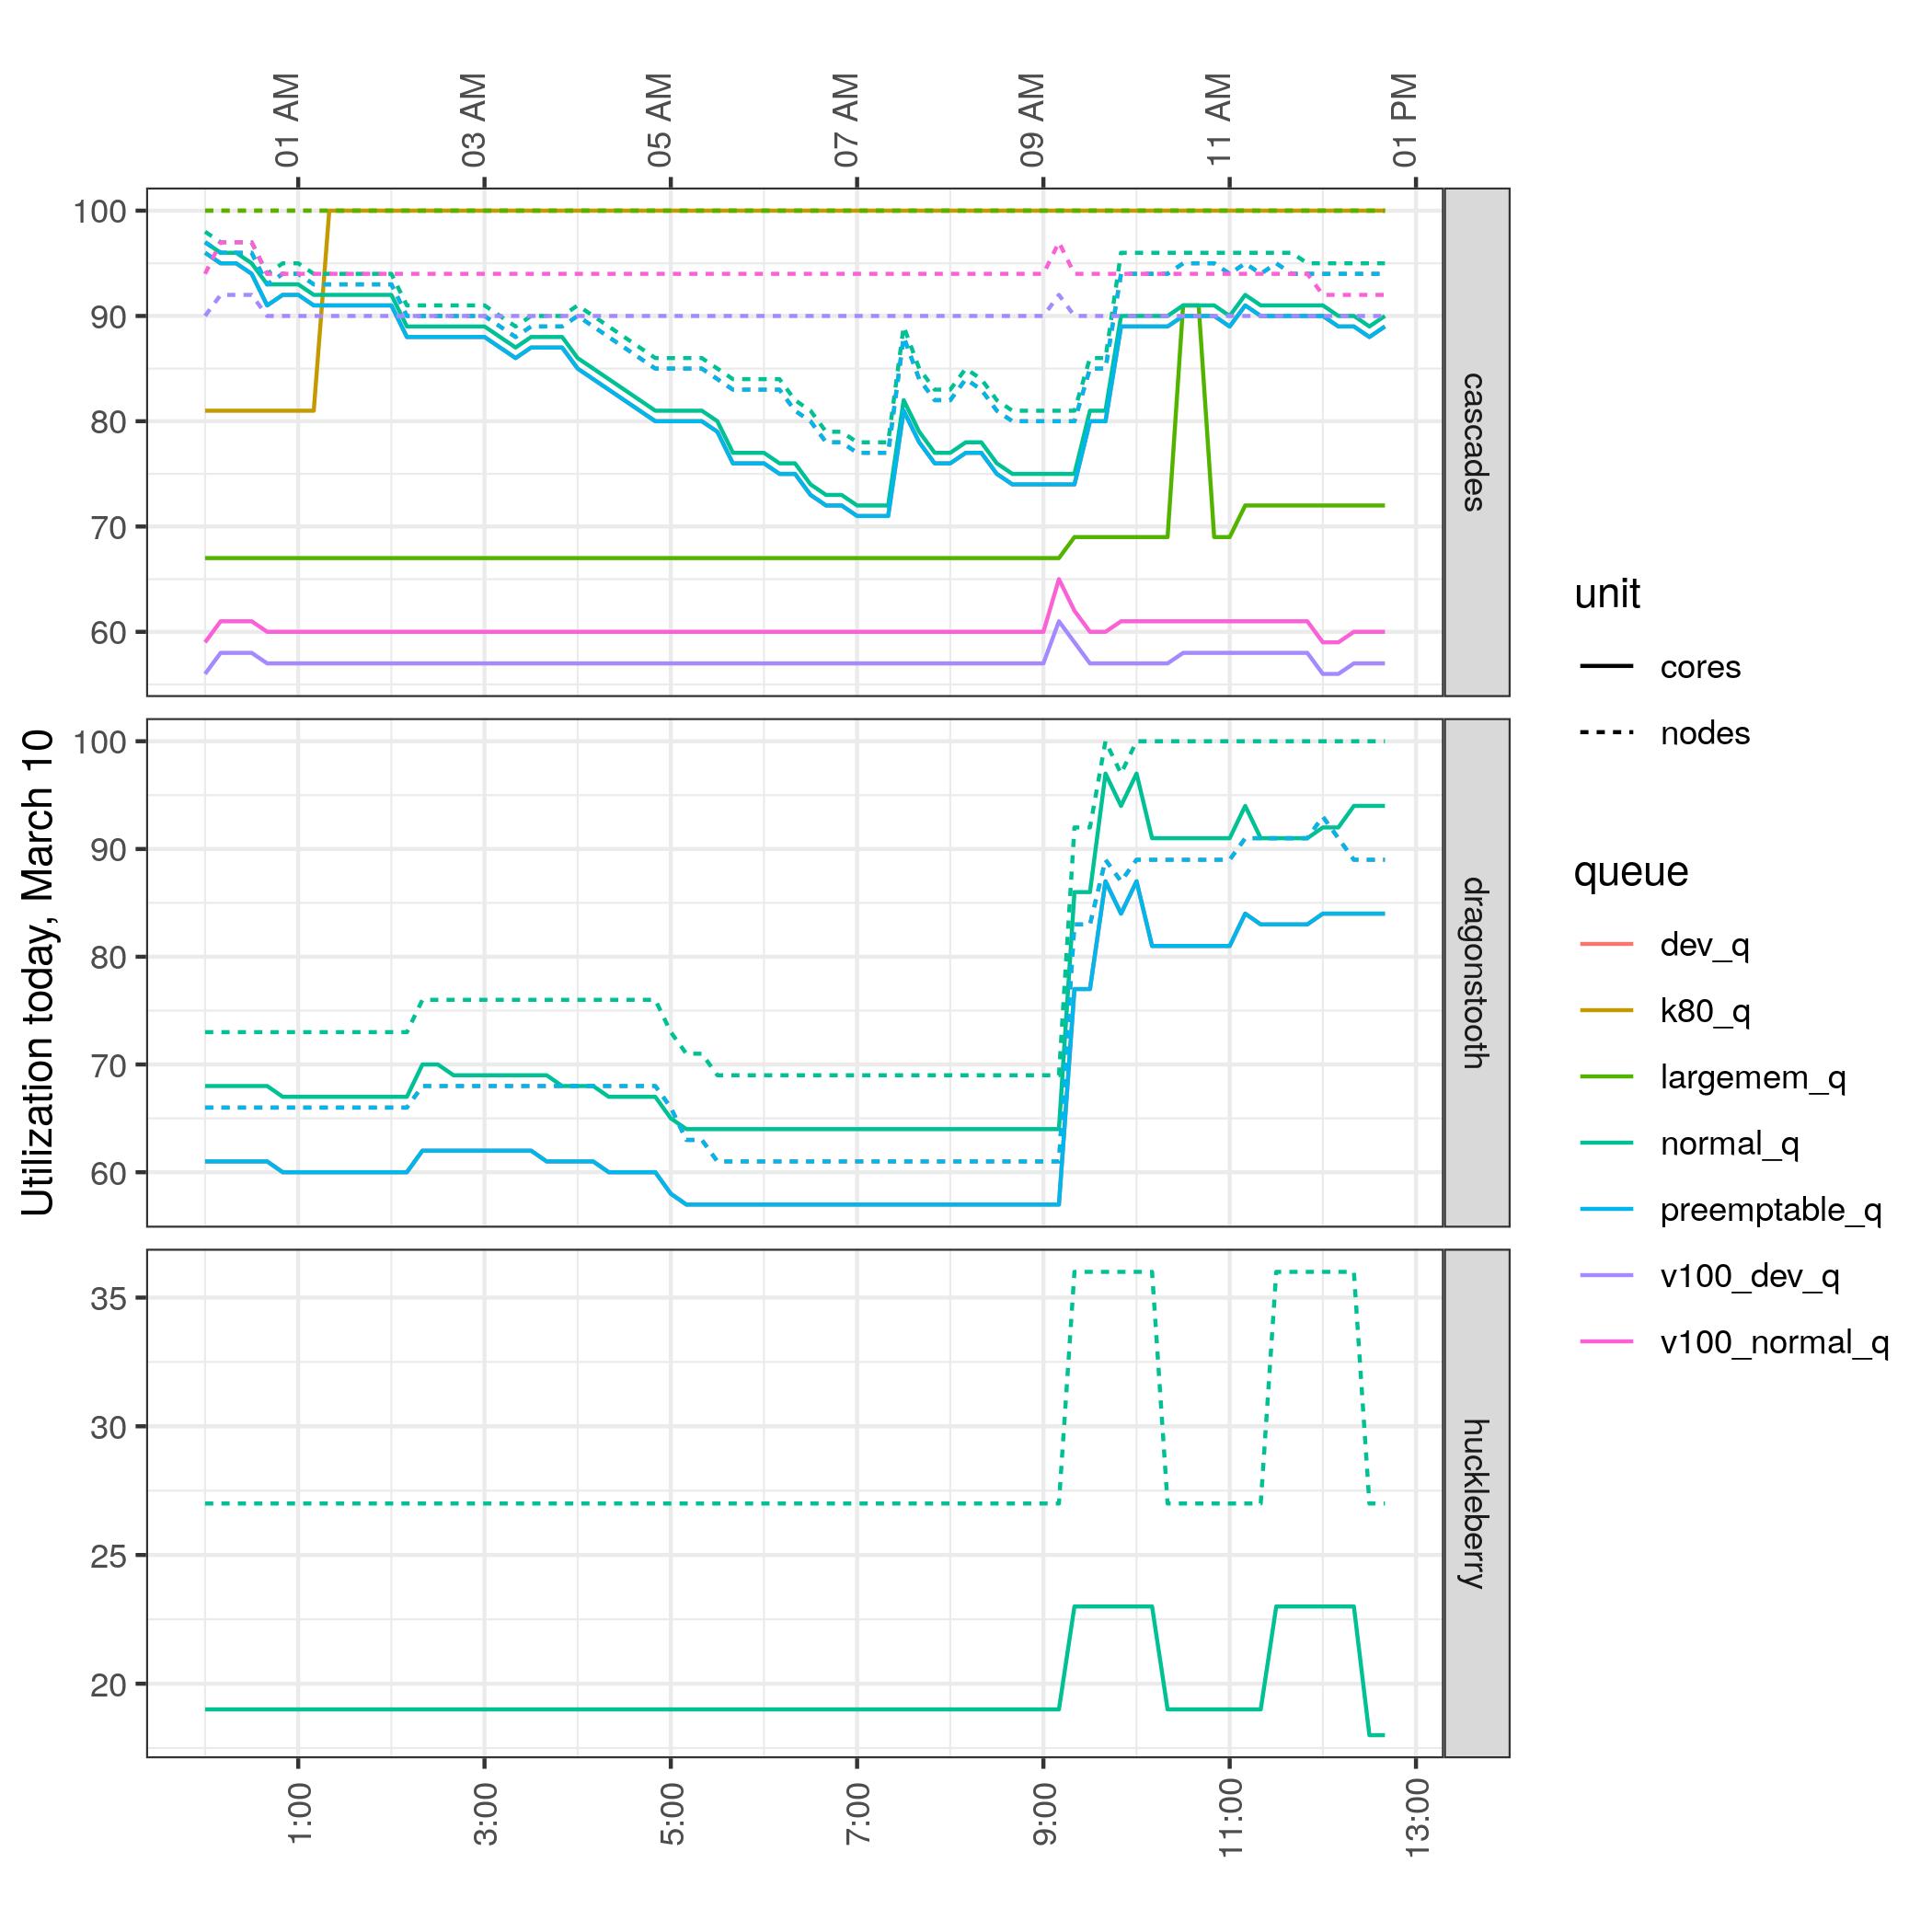 01 AM
03 AM
05 AM
07 AM
09 AM
11 AM
01 PM
Utilization today, March 10
100
90
80
70
60
cascades
100
90
80
70
60
dragonstooth
35
30
25
20
huckleberry
1:00
3:00
5:00
7:00
9:00
11:00
13:00
unit
cores
nodes
queue
dev_q
k80_q
largemem_q
normal_q
preemptable_q
v100_dev_q
v100_normal_q